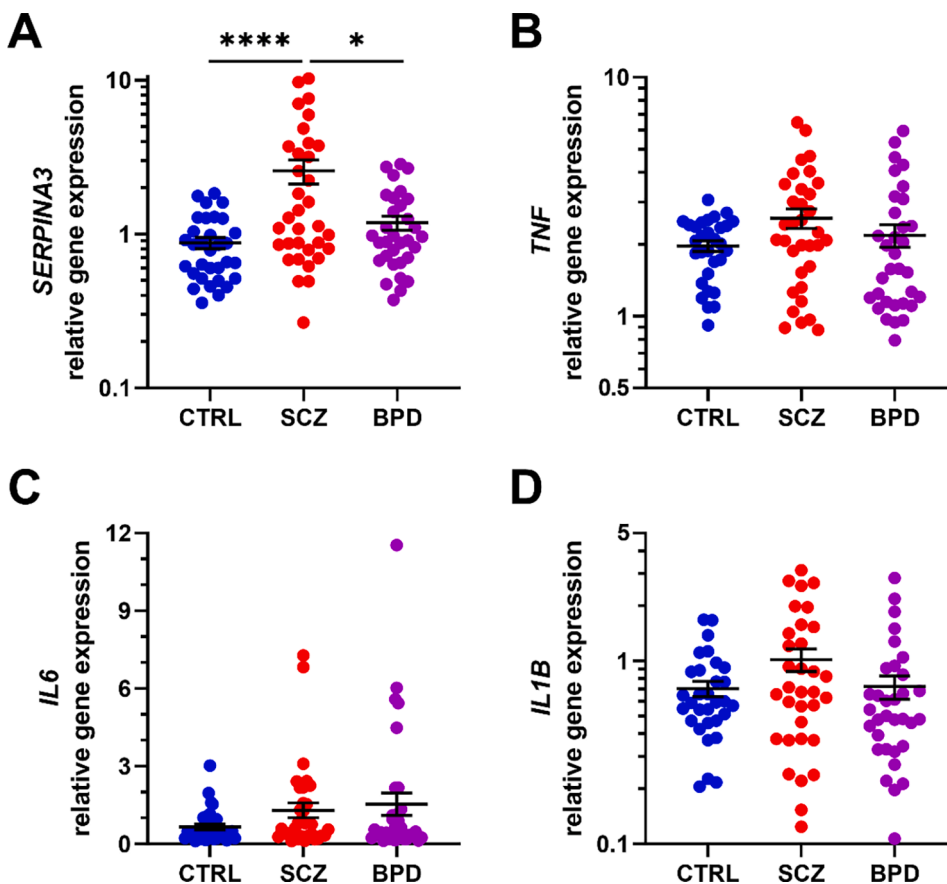 A
**** *
SERPINA3
relative gene expression
10
1
0.1
CTRL SCZ BPD
B
TNF
relative gene expression
10
1
0.5
CTRL SCZ BPD
C
IL6
relative gene expression
12
9
6
3
0
CTRL SCZ BPD
D
IL1B
relative gene expression
5
1
0.1
CTRL SCZ BPD